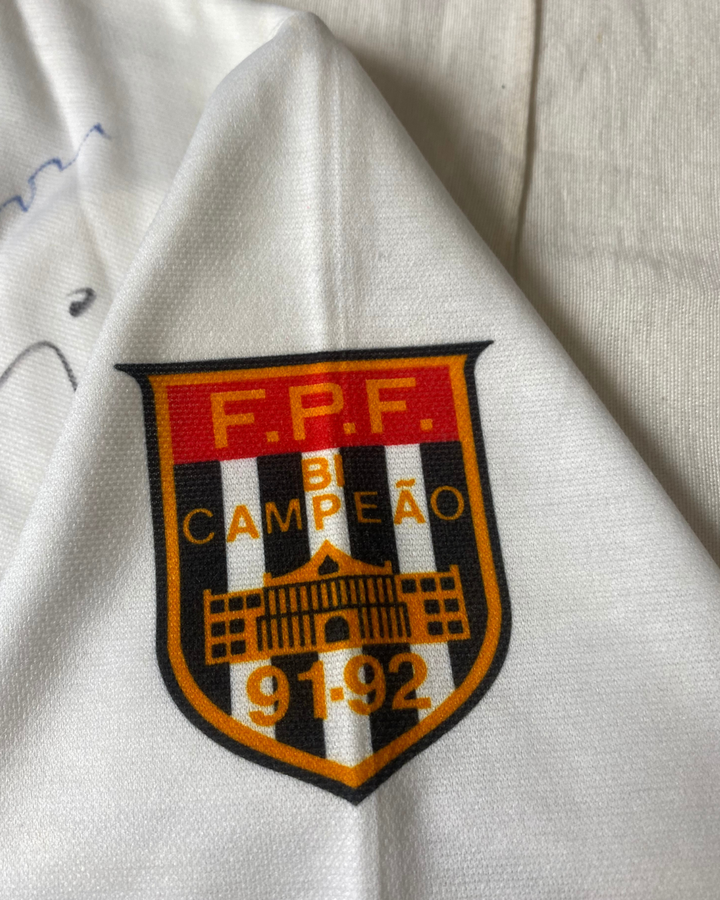 F.P.F.
BI
CAMPEÃO
91-92